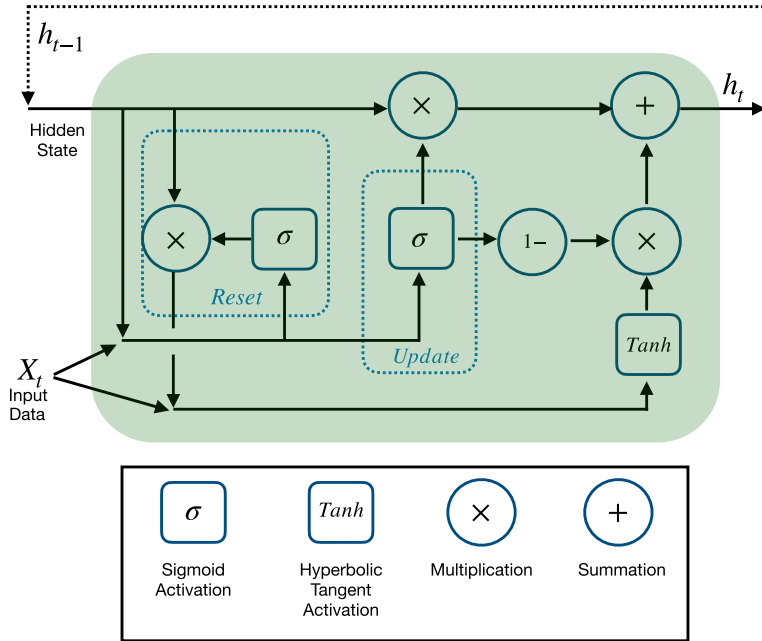 h_{t-1}
h_t
Hidden
State
×
+
×
σ
σ
1−
×
Reset
Update
Tanh
X_t
Input
Data
σ
Tanh
×
+
Sigmoid
Activation
Hyperbolic
Tangent
Activation
Multiplication
Summation